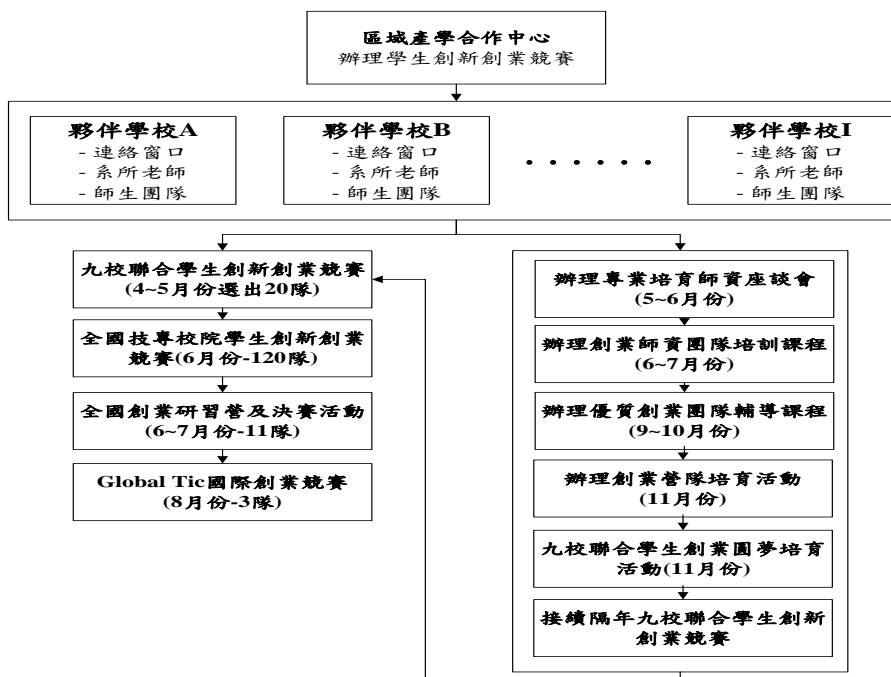 區域產學合作中心
辦理學生創新創業競賽
夥伴學校A
- 連絡窗口
- 系所老師
- 師生團隊
夥伴學校B
- 連絡窗口
- 系所老師
- 師生團隊
• • • • • •
夥伴學校I
- 連絡窗口
- 系所老師
- 師生團隊
九校聯合學生創新創業競賽
(4~5月份選出20隊)
全國技專校院學生創新創業
競賽(6月份-120隊)
全國創業研習營及決賽活動
(6~7月份-11隊)
Global Tic國際創業競賽
(8月份-3隊)
辦理專業培育師資座談會
(5~6月份)
辦理創業師資團隊培訓課程
(6~7月份)
辦理優質創業團隊輔導課程
(9~10月份)
辦理創業營隊培育活動
(11月份)
九校聯合學生創業圓夢培育
活動(11月份)
接續隔年九校聯合學生創新
創業競賽